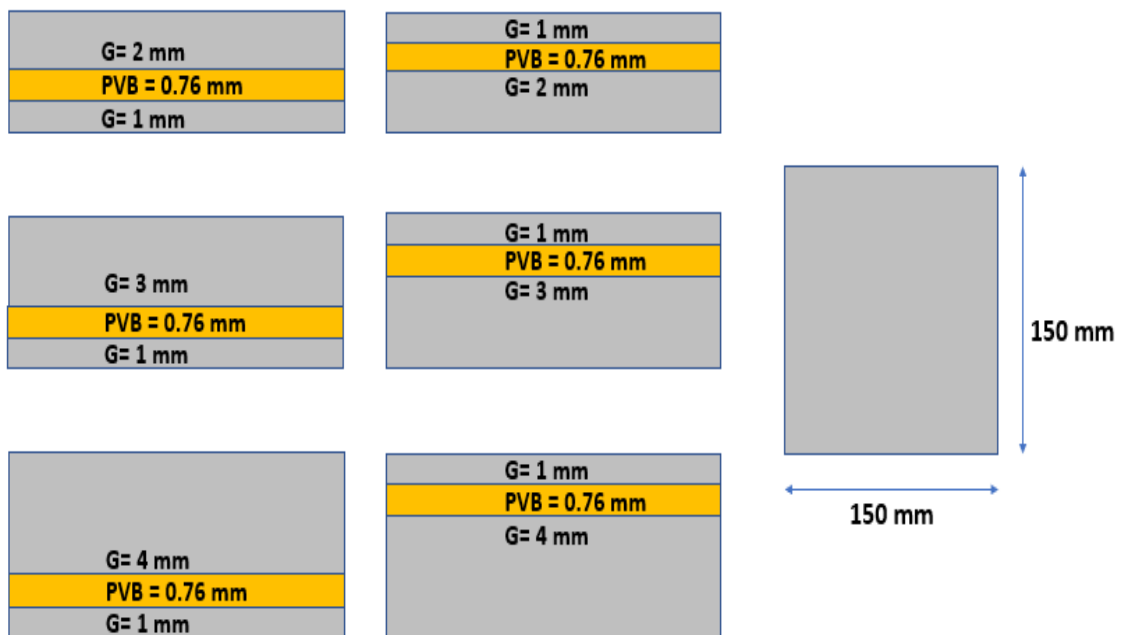 G= 2 mm
PVB = 0.76 mm
G= 1 mm
G= 1 mm
PVB = 0.76 mm
G= 2 mm
G= 3 mm
PVB = 0.76 mm
G= 1 mm
G= 1 mm
PVB = 0.76 mm
G= 3 mm
G= 4 mm
PVB = 0.76 mm
G= 1 mm
G= 1 mm
PVB = 0.76 mm
G= 4 mm
150 mm
150 mm